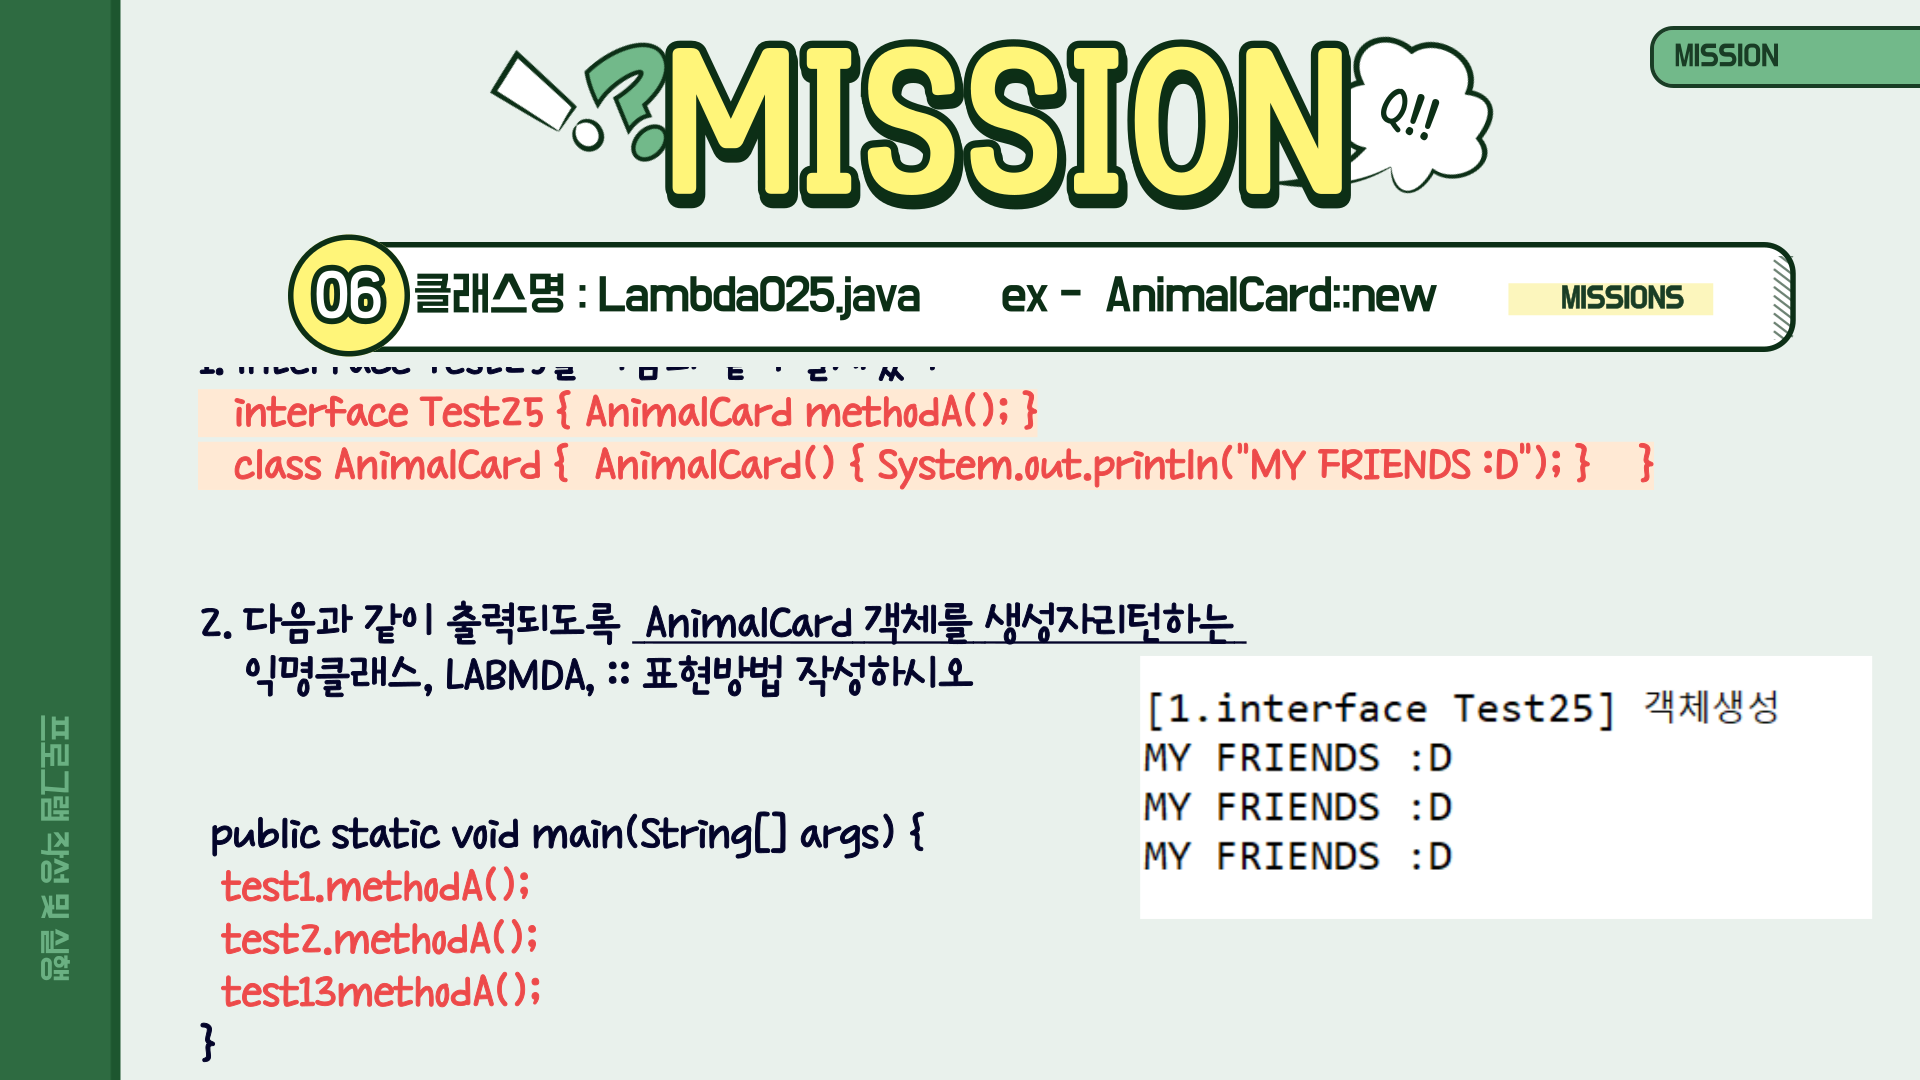 MISSION
MISSION
Q!!
06 클래스명 : Lambda025.java ex - AnimalCard::new MISSIONS
interface Test25 { AnimalCard methodA(); }
class AnimalCard { AnimalCard() { System.out.println("MY FRIENDS :D"); } }
2. 다음과 같이 출력되도록 AnimalCard 객체를 생성자리턴하는
익명클래스, LABMDA, :: 표현방법 작성하시오
[1.interface Test25] 객체생성
MY FRIENDS :D
MY FRIENDS :D
MY FRIENDS :D
public static void main(String[] args) {
test1.methodA();
test2.methodA();
test13methodA();
}
프로그램 작성 및 실행